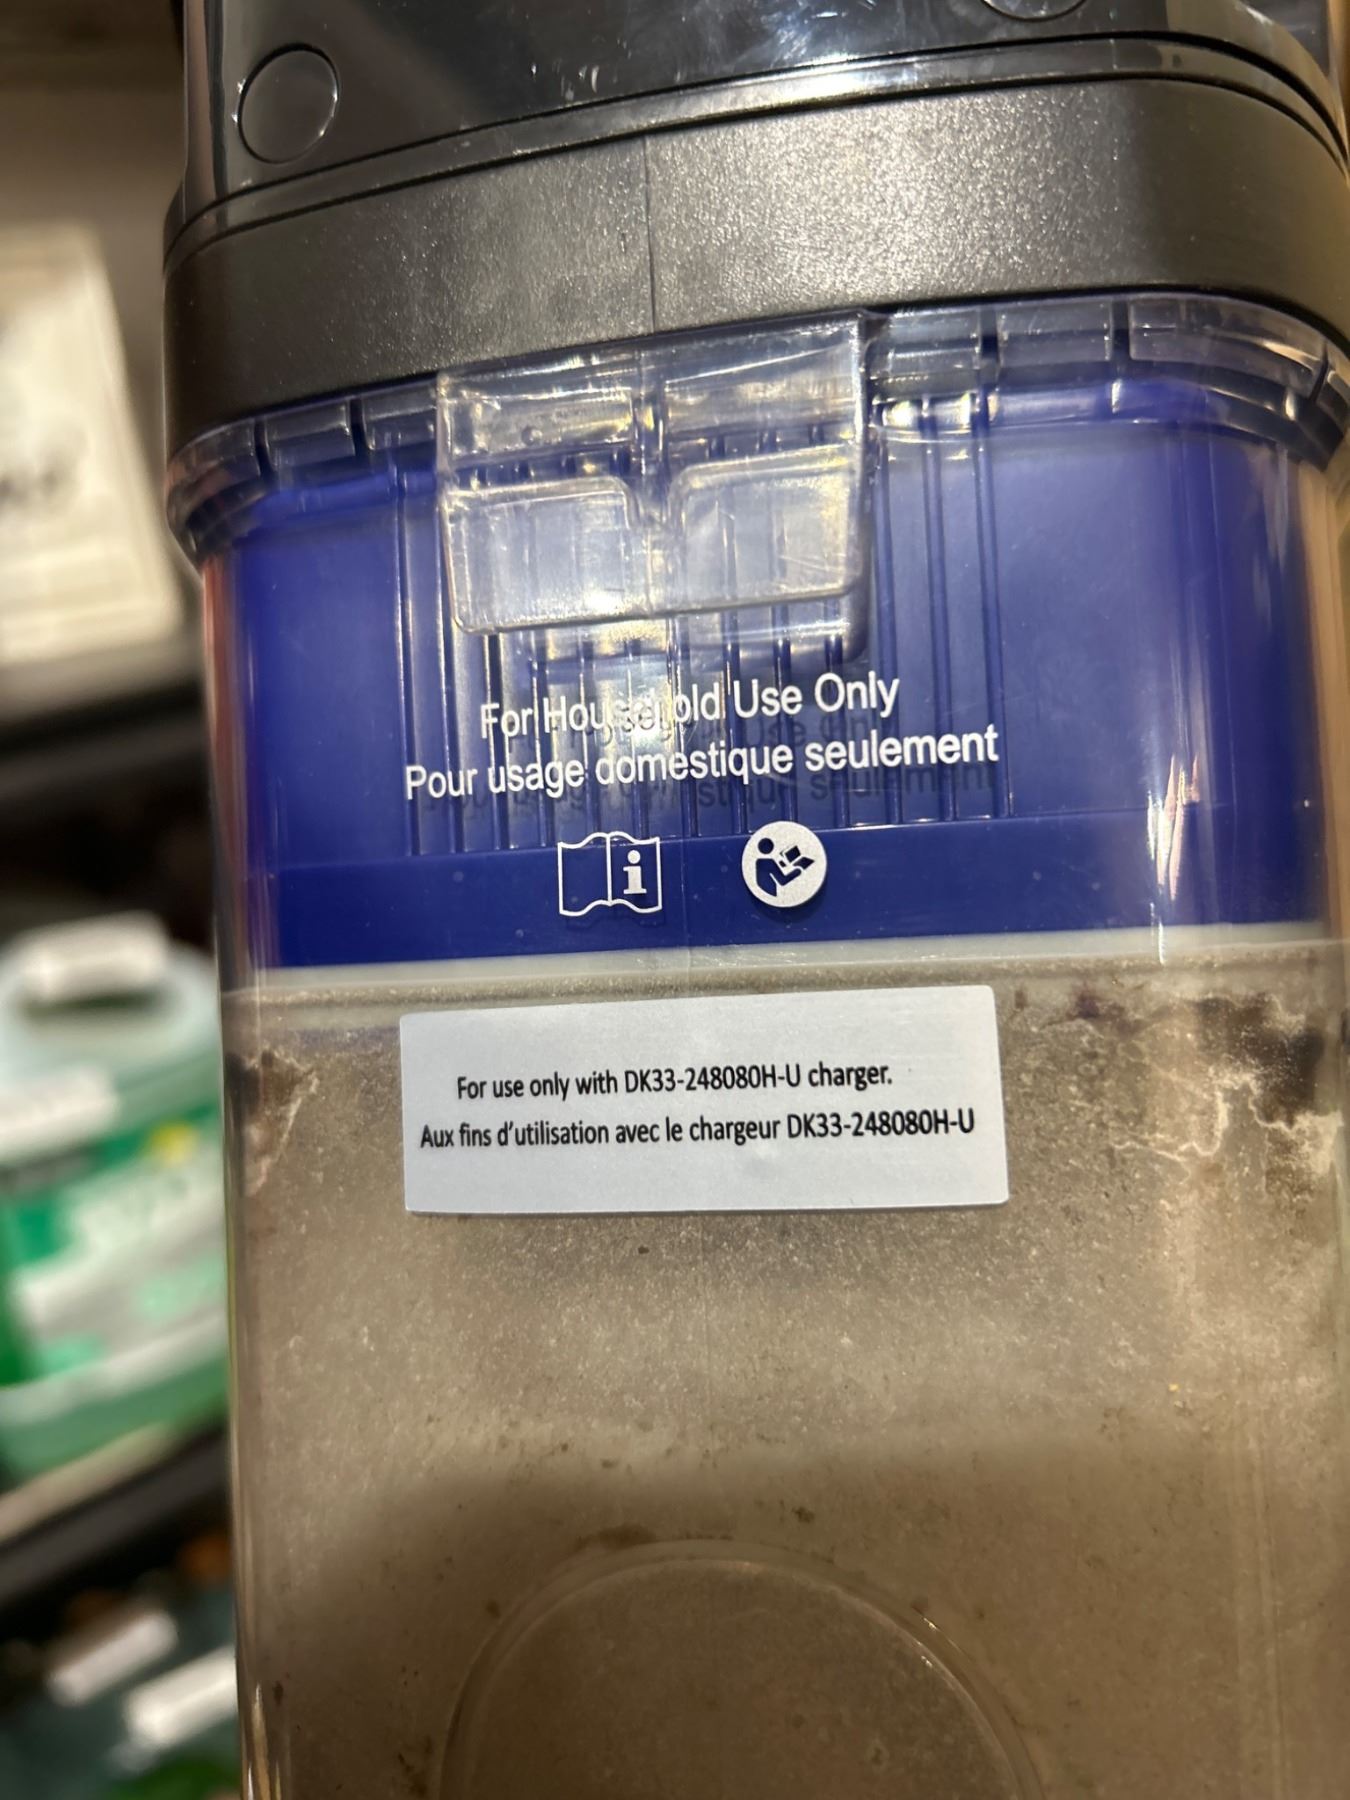 For Household Use Only
Pour usage domestique seulement
For use only with DK33-248080H-U charger.
Aux fins d'utilisation avec le chargeur DK33-248080H-U